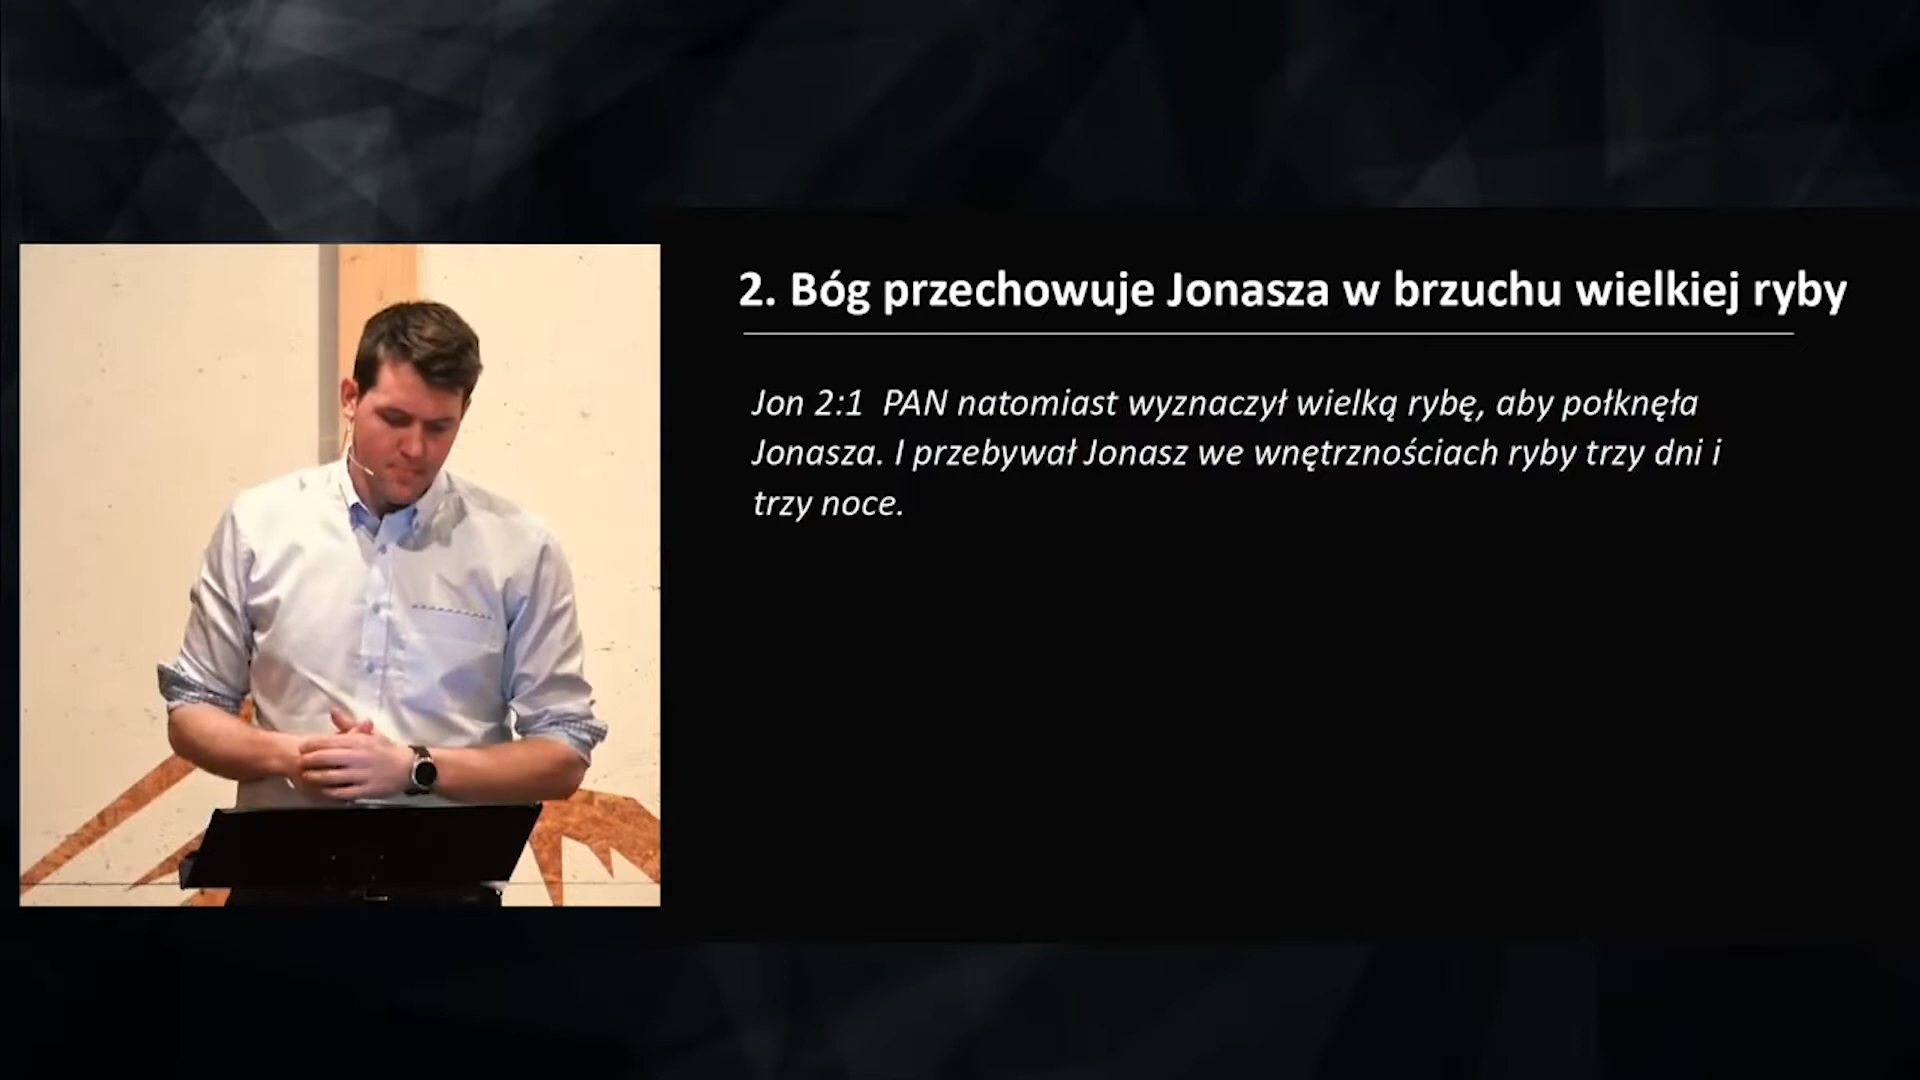 2. Bóg przechowuje Jonasza w brzuchu wielkiej ryby
Jon 2:1  PAN natomiast wyznaczył wielką rybę, aby połknęła
Jonasza. I przebywał Jonasz we wnętrznościach ryby trzy dni i
trzy noce.